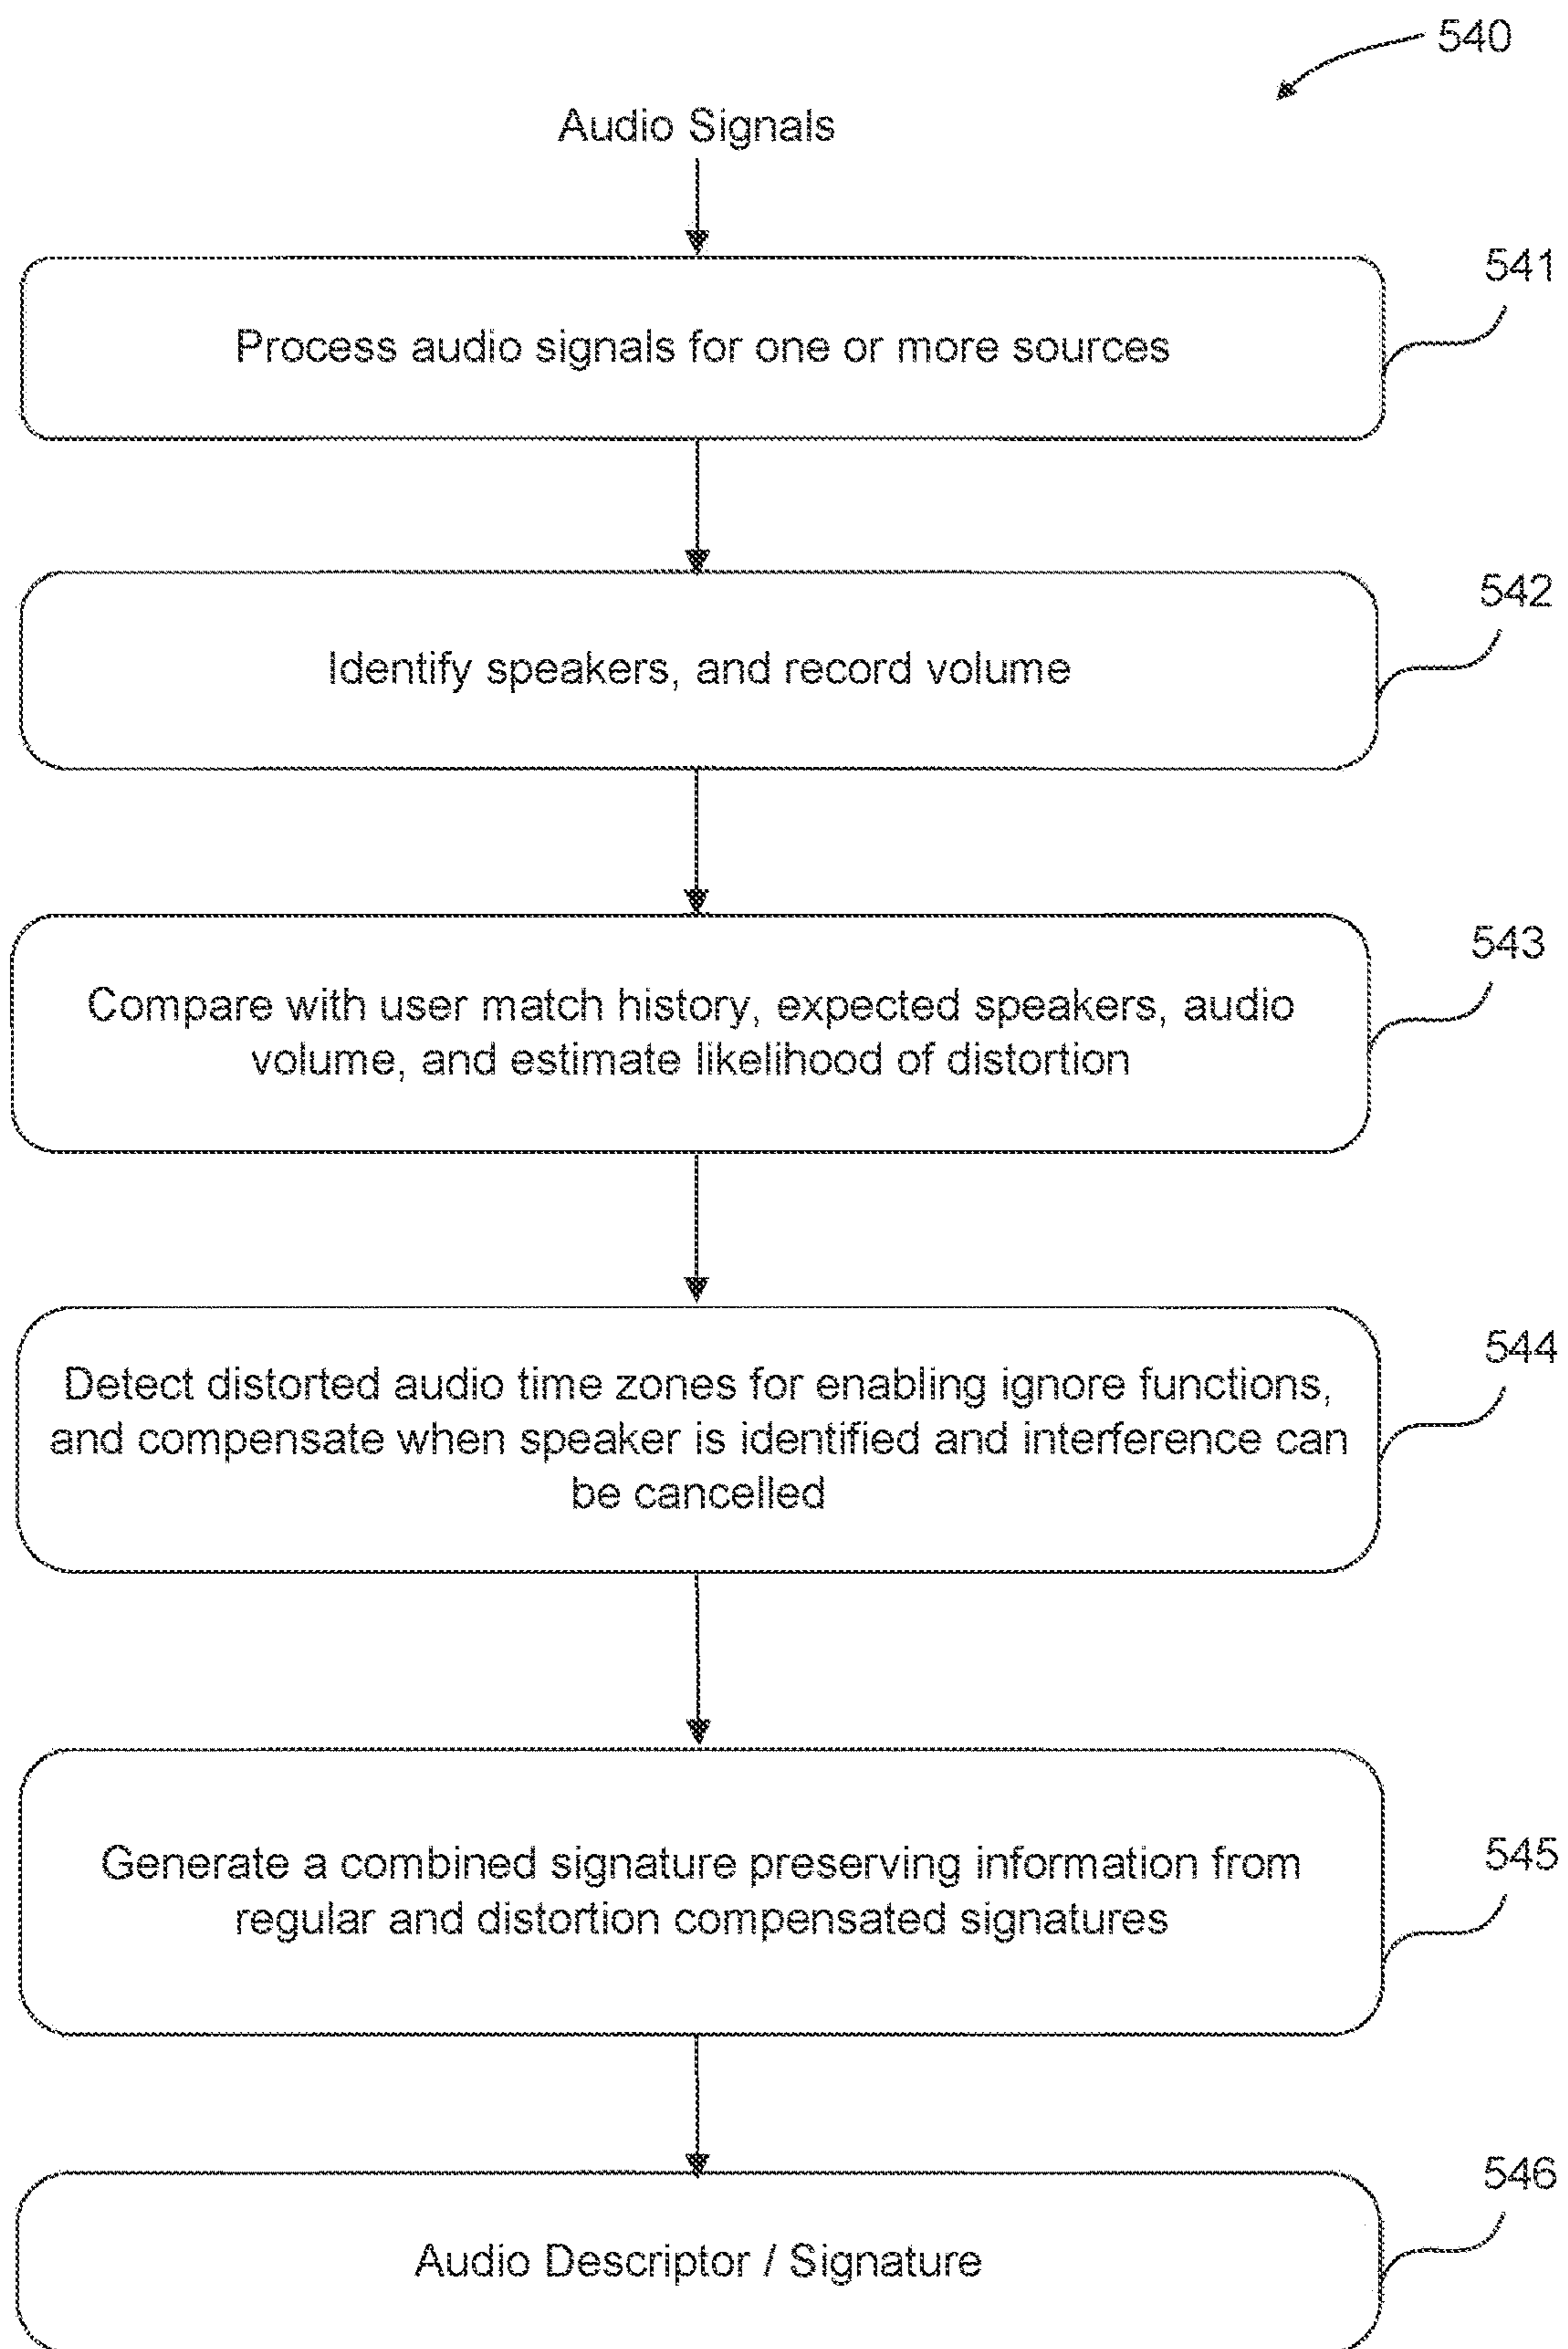 540
Audio Signals
541
Process audio signals for one or more sources
542
Identify speakers, and record volume
543
Compare with user match history, expected speakers, audio
volume, and estimate likelihood of distortion
544
Detect distorted audio time zones for enabling ignore functions,
and compensate when speaker is identified and interference can
be cancelled
545
Generate a combined signature preserving information from
regular and distortion compensated signatures
546
Audio Descriptor / Signature